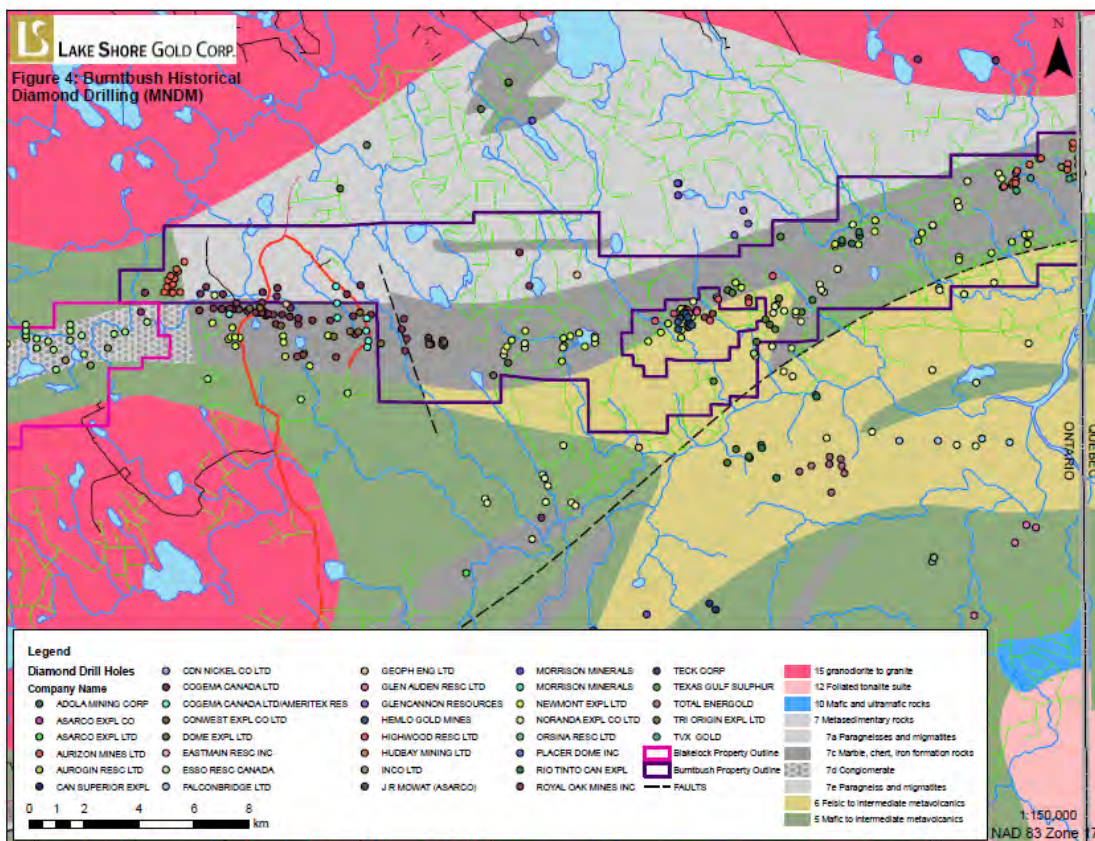 LS LAKE SHORE GOLD CORP.
Figure 4: Burntbush Historical
Diamond Drilling (MNDM)
N
ONTARIO
QUEBEC
Legend
Diamond Drill Holes
Company Name
ADOLA MINING CORP
ASARCO EXPL CO
ASARCO EXPL LTD
AURIZON MINES LTD
AUROGIN RESC LTD
CAN SUPERIOR EXPL
CDN NICKEL CO LTD
COGEMA CANADA LTD
COGEMA CANADA LTD/AMERITEX RES
CONWEST EXPL CO LTD
DOME EXPL LTD
EASTMAIN RESC INC
ESSO RESC CANADA
FALCONBRIDGE LTD
GEOPH ENG LTD
GLEN AUDEN RESC LTD
GLENCANNON RESOURCES
HEMLO GOLD MINES
HIGHWOOD RESC LTD
HUDBAY MINING LTD
INCO LTD
J R MOWAT (ASARCO)
MORRISON MINERALS
MORRISON MINERALS
NEWMONT EXPL LTD
NORANDA EXPL CO LTD
ORSINA RESC LTD
PLACER DOME INC
RIO TINTO CAN EXPL
ROYAL OAK MINES INC
TECK CORP
TEXAS GULF SULPHUR
TOTAL ENERGOLD
TRI ORIGIN EXPL LTD
TVX GOLD
Blakelock Property Outline
Burntbush Property Outline
FAULTS
15 granodiorite to granite
12 Foliated tonalite suite
10 Mafic and ultramafic rocks
7 Metasedimentary rocks
7a Paragneisses and migmatites
7c Marble, chert, iron formation rocks
7d Conglomerate
7e Paragneiss and migmatites
6 Felsic to intermediate metavolcanics
5 Mafic to intermediate metavolcanics
0 1 2 4 6 8
km
1:150,000
NAD 83 Zone 17